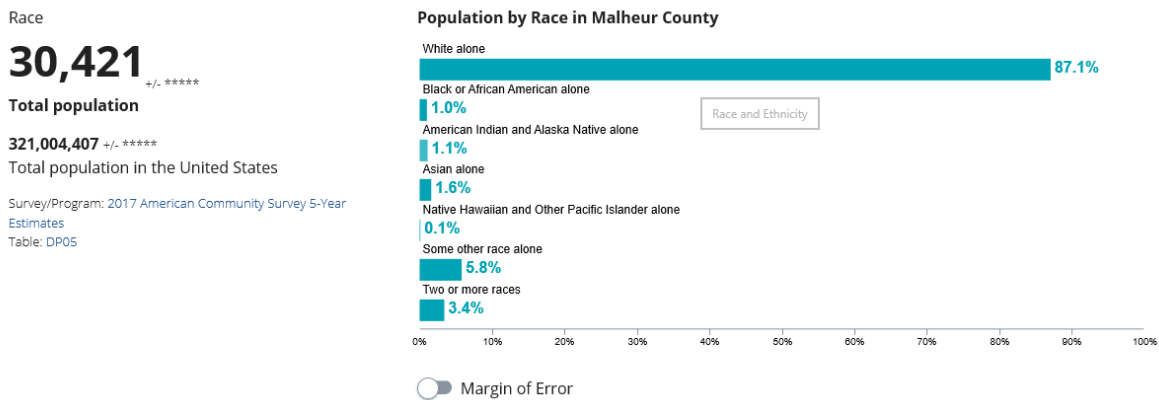 Race
30,421 +/- *****
Total population
321,004,407 +/- *****
Total population in the United States
Survey/Program: 2017 American Community Survey 5-Year
Estimates
Table: DP05
Population by Race in Malheur County
White alone
87.1%
Black or African American alone
1.0%
Race and Ethnicity
American Indian and Alaska Native alone
1.1%
Asian alone
1.6%
Native Hawaiian and Other Pacific Islander alone
0.1%
Some other race alone
5.8%
Two or more races
3.4%
0% 10% 20% 30% 40% 50% 60% 70% 80% 90% 100%
Margin of Error